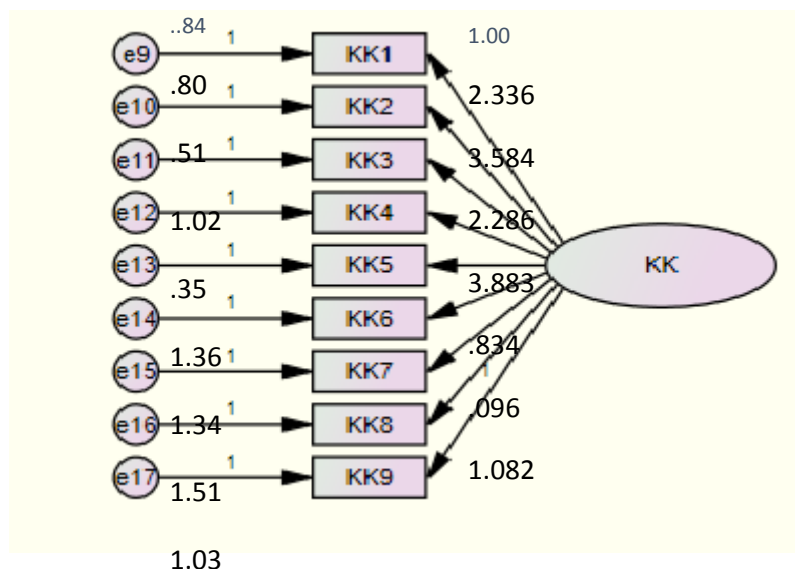 ..84 1 1.00
e9 KK1
.80 1 2.336
e10 KK2
.51 1 3.584
e11 KK3
1.02 1 2.286
e12 KK4
1
e13 KK5 KK
.35 1 3.883
e14 KK6
1.36 1 .834
e15 KK7 1
1 .096
e16 1.34 KK8
1 1.082
e17 KK9
1.51
1.03